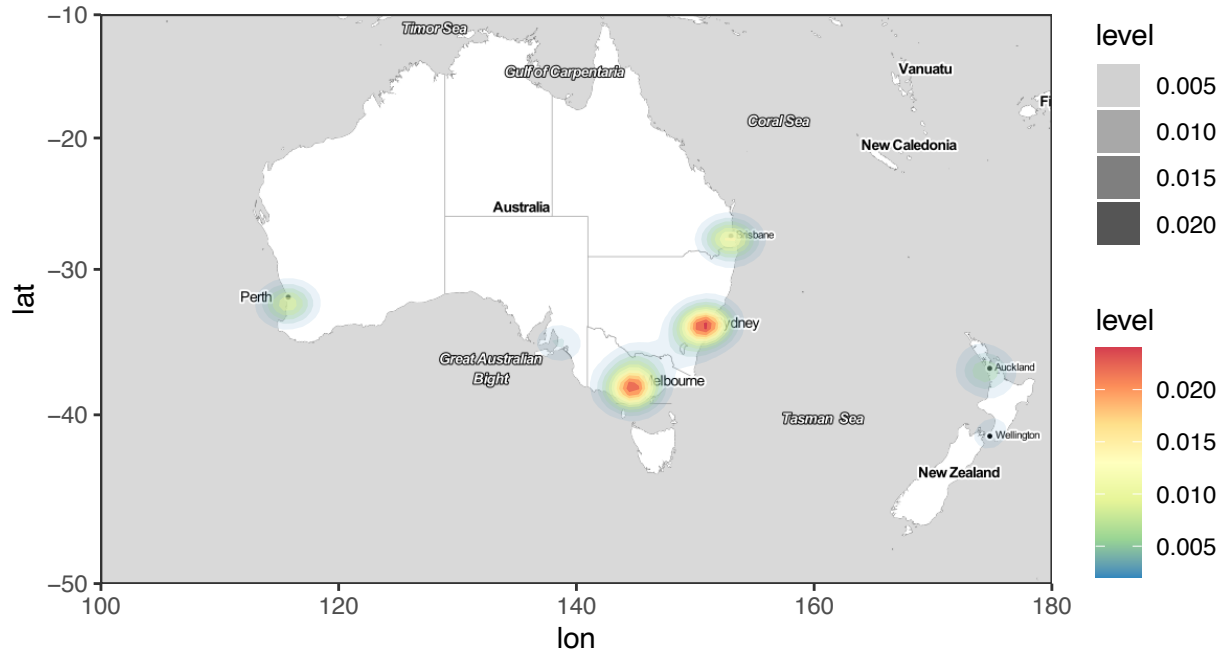 −10
Timor Sea
Gulf of Carpentaria
Vanuatu
Fi
−20
Coral Sea
New Caledonia
Australia
Brisbane
−30
Perth
ydney
Great Australian
Bight
elbourne
Auckland
−40
Tasman Sea
Wellington
New Zealand
−50
100
120
140
160
180
lon
lat
level
0.005
0.010
0.015
0.020
level
0.020
0.015
0.010
0.005